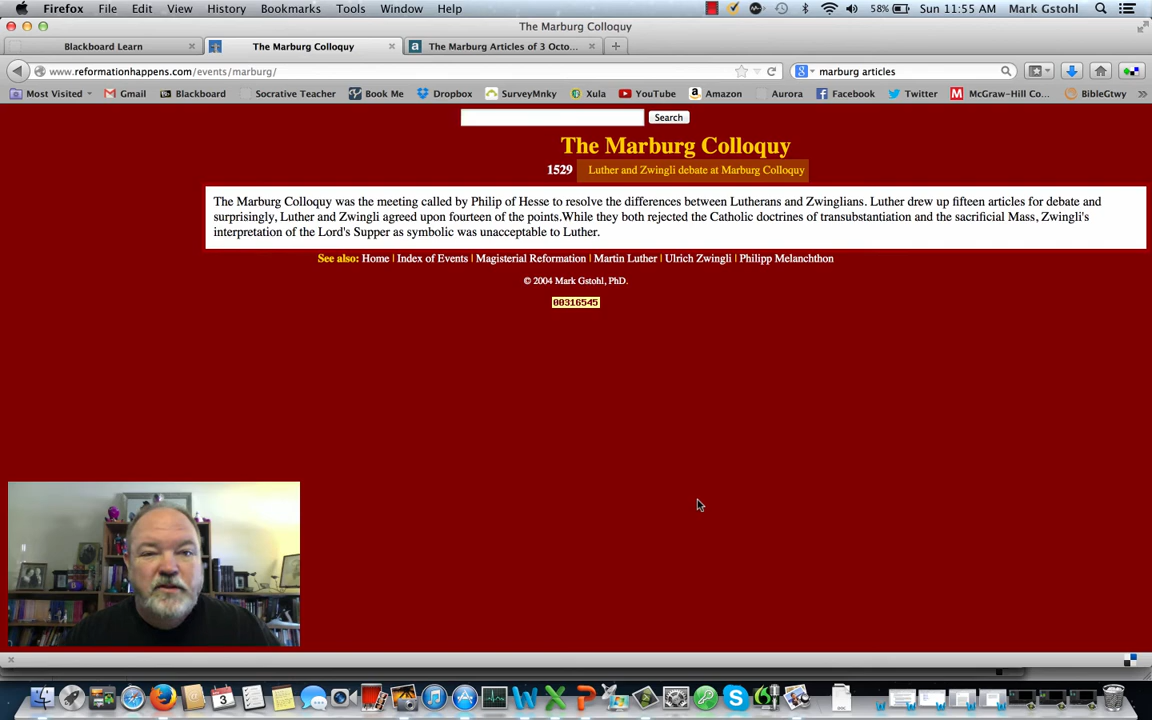 Firefox File Edit View History Bookmarks Tools Window Help 58% Sun 11:55 AM Mark Gstohl
The Marburg Colloquy
Blackboard Learn The Marburg Colloquy The Marburg Articles of 3 Octo...
www.reformationhappens.com/events/marburg/ marburg articles
Most Visited Gmail Blackboard Socrative Teacher Book Me Dropbox SurveyMnky Xula YouTube Amazon Aurora Facebook Twitter McGraw-Hill Co... BibleGtwy
Search
The Marburg Colloquy
1529 Luther and Zwingli debate at Marburg Colloquy
The Marburg Colloquy was the meeting called by Philip of Hesse to resolve the differences between Lutherans and Zwinglians. Luther drew up fifteen articles for debate and
surprisingly, Luther and Zwingli agreed upon fourteen of the points.While they both rejected the Catholic doctrines of transubstantiation and the sacrificial Mass, Zwingli's
interpretation of the Lord's Supper as symbolic was unacceptable to Luther.
See also: Home | Index of Events | Magisterial Reformation | Martin Luther | Ulrich Zwingli | Philipp Melanchthon
© 2004 Mark Gstohl, PhD.
00316545